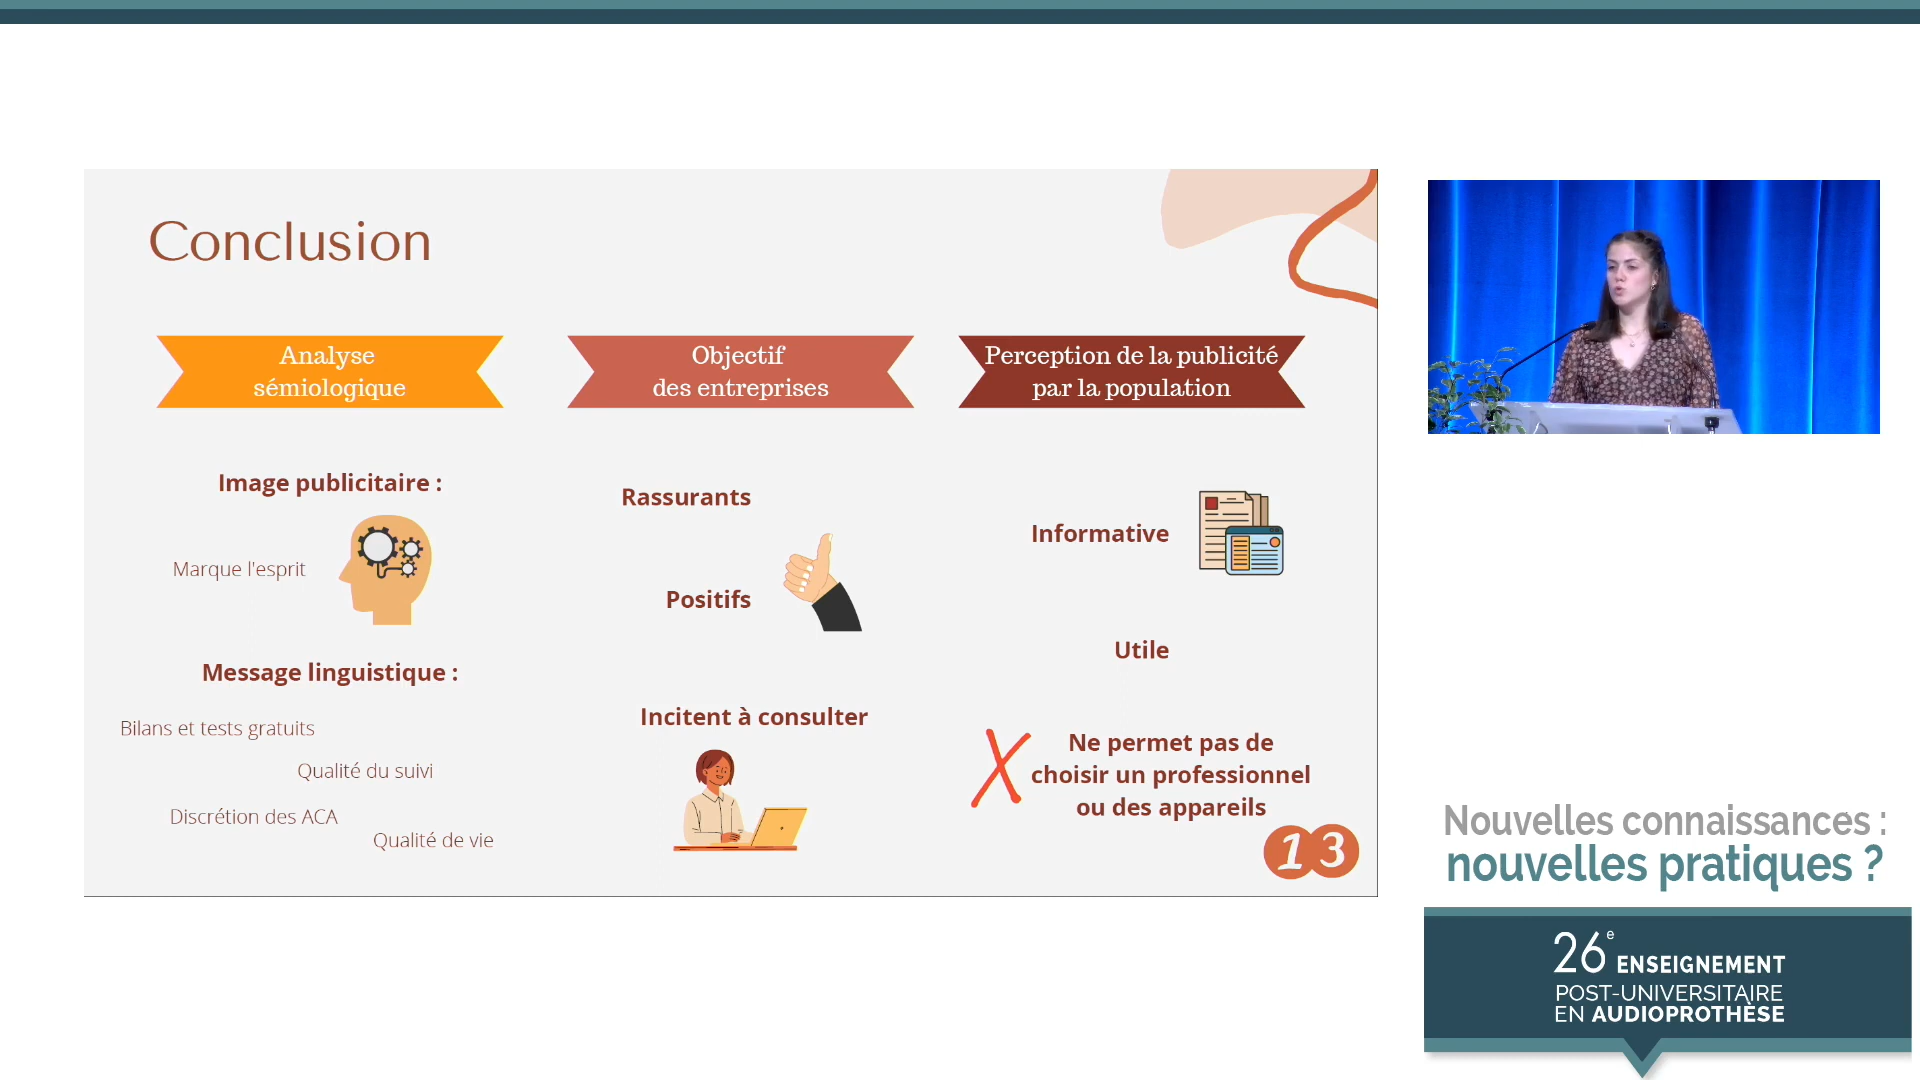 Conclusion
Analyse
sémiologique
Image publicitaire :
Marque l'esprit
Message linguistique :
Bilans et tests gratuits
Qualité du suivi
Discrétion des ACA
Qualité de vie
Objectif
des entreprises
Rassurants
Positifs
Incitent à consulter
Perception de la publicité
par la population
Informative
Utile
Ne permet pas de
choisir un professionnel
ou des appareils
13
Nouvelles connaissances :
nouvelles pratiques ?
26e ENSEIGNEMENT
POST-UNIVERSITAIRE
EN AUDIOPROTHÈSE